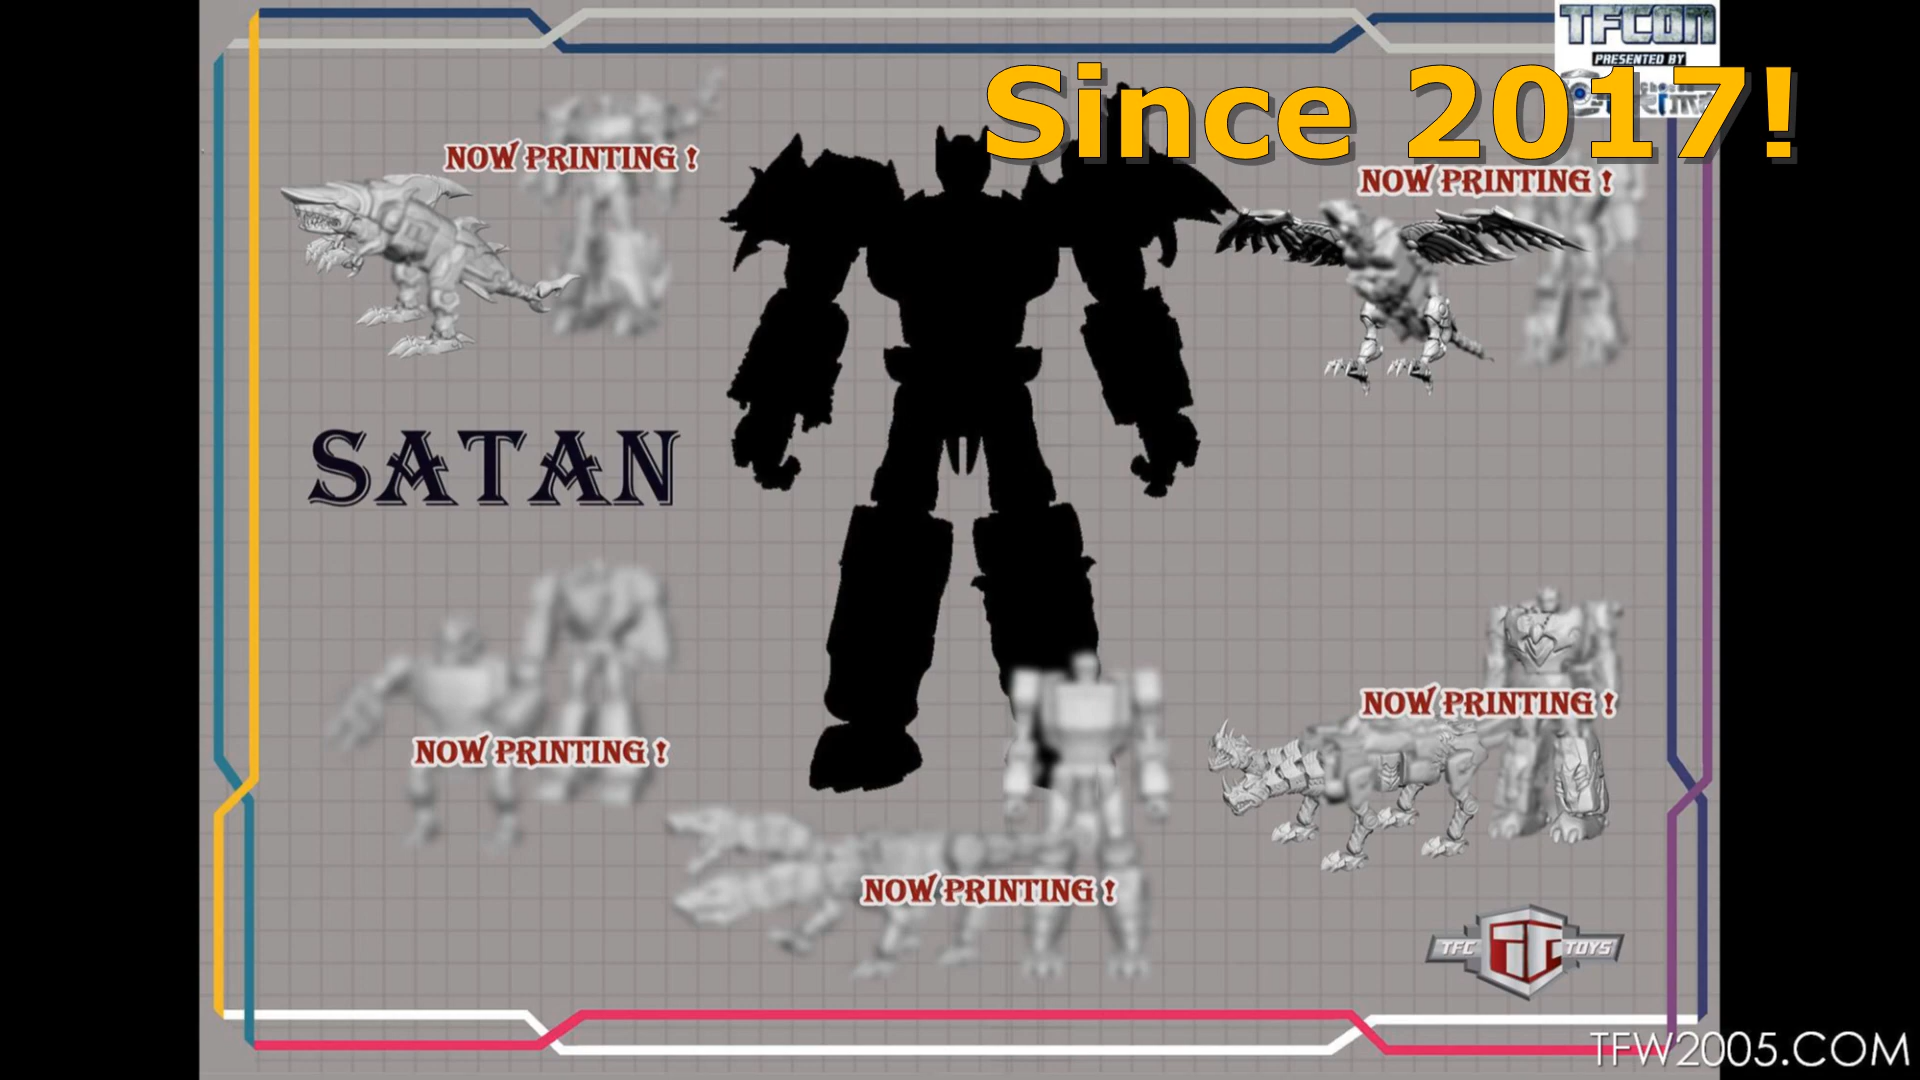 TFCON
PRESENTED BY
Since 2017!
NOW PRINTING !
NOW PRINTING !
SATAN
NOW PRINTING !
NOW PRINTING !
NOW PRINTING !
TFC TOYS
TFW2005.COM